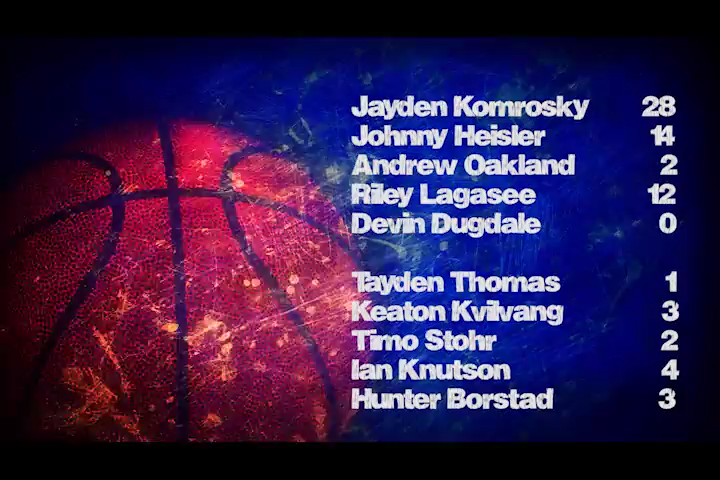 Jayden Komrosky 28
Johnny Heisler 14
Andrew Oakland 2
Riley Lagasee 12
Devin Dugdale 0
Tayden Thomas 1
Keaton Kvilvang 3
Timo Stohr 2
Ian Knutson 4
Hunter Borstad 3